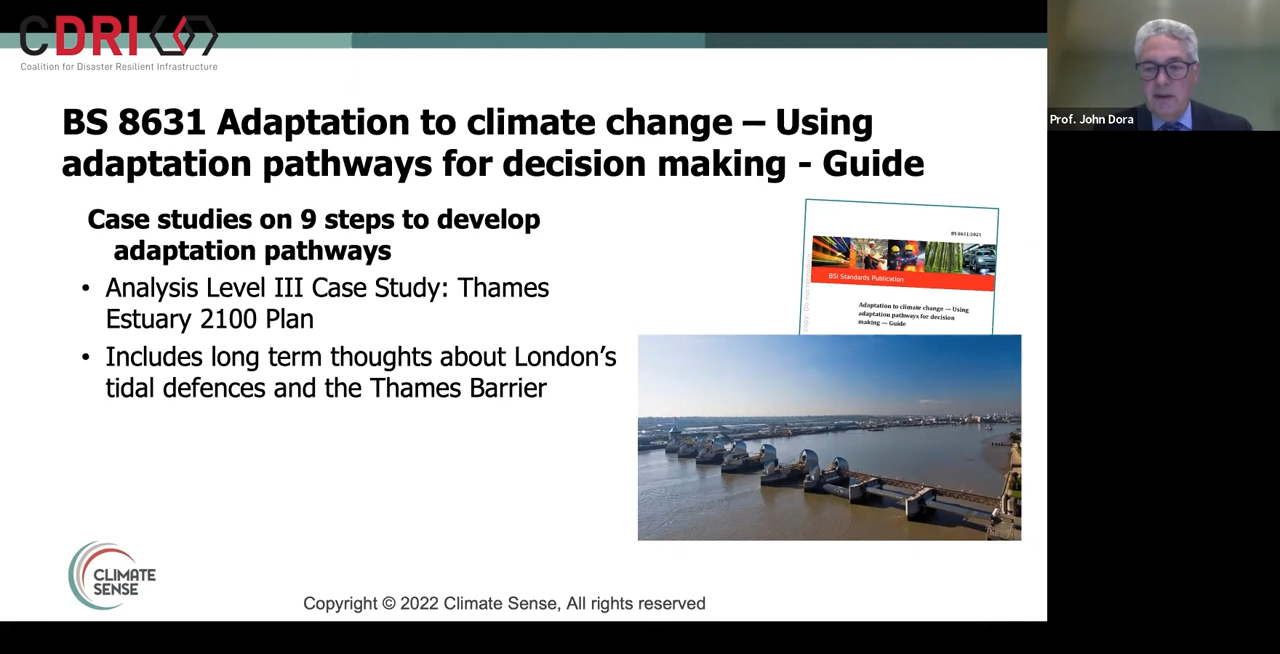 CDRI
Coalition for Disaster Resilient Infrastructure
Prof. John Dora
BS 8631 Adaptation to climate change – Using
adaptation pathways for decision making - Guide
Case studies on 9 steps to develop
adaptation pathways
• Analysis Level III Case Study: Thames
Estuary 2100 Plan
• Includes long term thoughts about London’s
tidal defences and the Thames Barrier
BS 8631:2021
BSI Standards Publication
Adaptation to climate change — Using
adaptation pathways for decision
making — Guide
CLIMATE
SENSE
Copyright © 2022 Climate Sense, All rights reserved